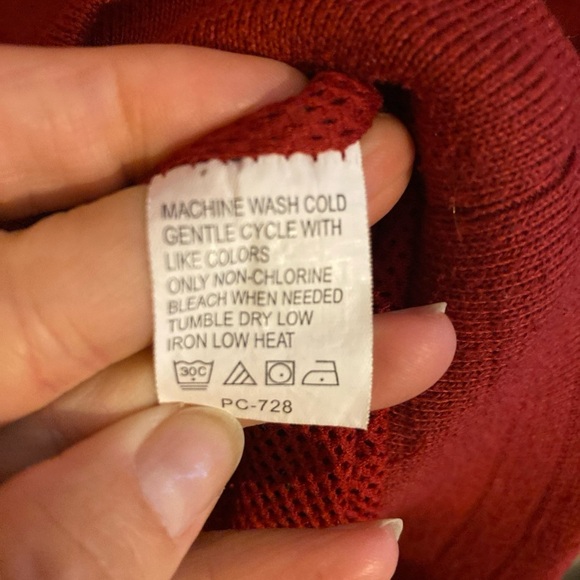 MACHINE WASH COLD
GENTLE CYCLE WITH
LIKE COLORS
ONLY NON-CHLORINE
BLEACH WHEN NEEDED
TUMBLE DRY LOW
IRON LOW HEAT
30C
PC-728